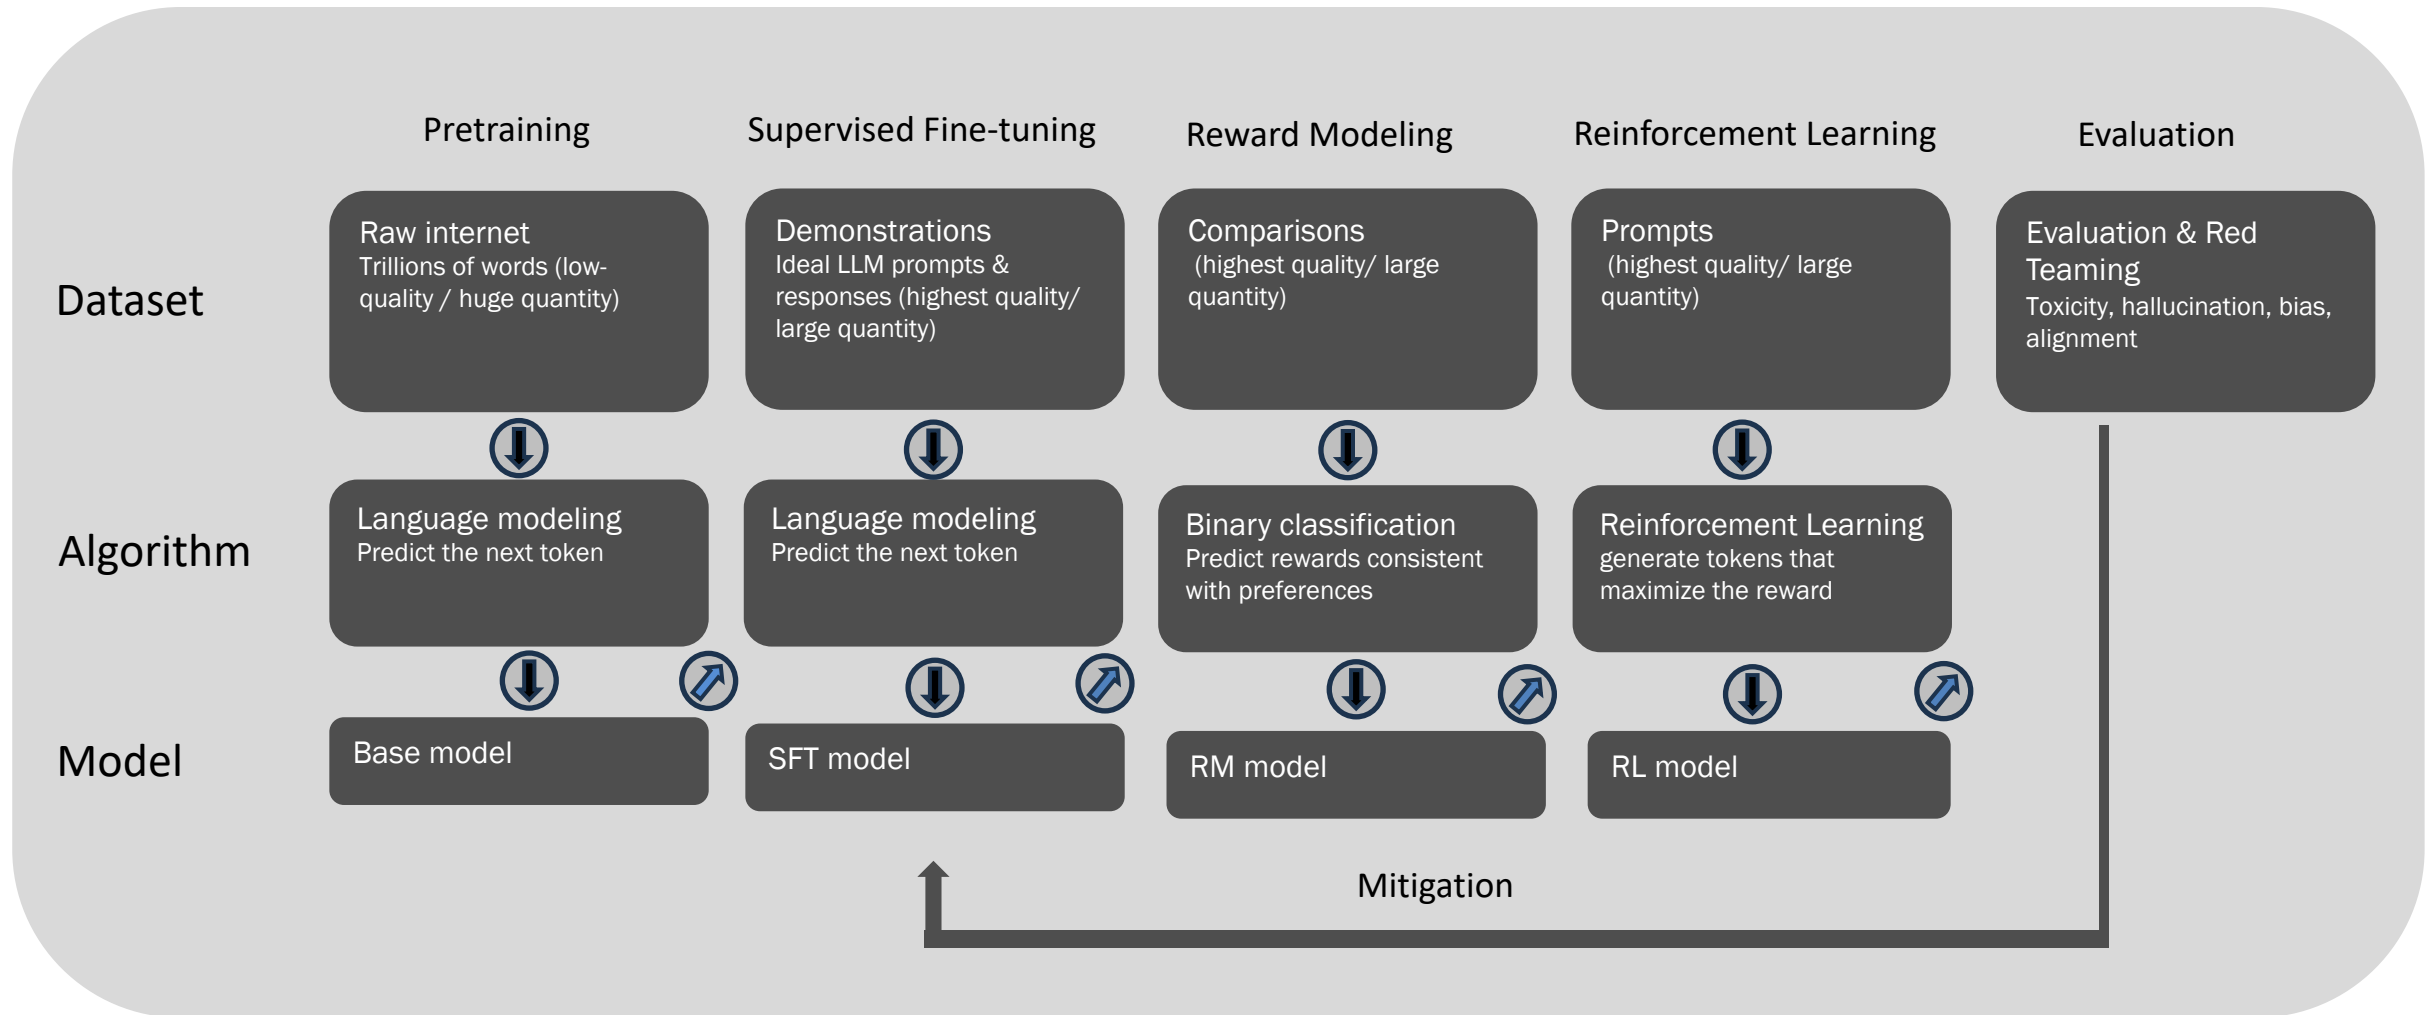 Pretraining
Supervised Fine-tuning
Reward Modeling
Reinforcement Learning
Evaluation
Dataset
Raw internet
Trillions of words (low-
quality / huge quantity)
Demonstrations
Ideal LLM prompts &
responses (highest quality/
large quantity)
Comparisons
(highest quality/ large
quantity)
Prompts
(highest quality/ large
quantity)
Evaluation & Red
Teaming
Toxicity, hallucination, bias,
alignment
Algorithm
Language modeling
Predict the next token
Language modeling
Predict the next token
Binary classification
Predict rewards consistent
with preferences
Reinforcement Learning
generate tokens that
maximize the reward
Model
Base model
SFT model
RM model
RL model
Mitigation